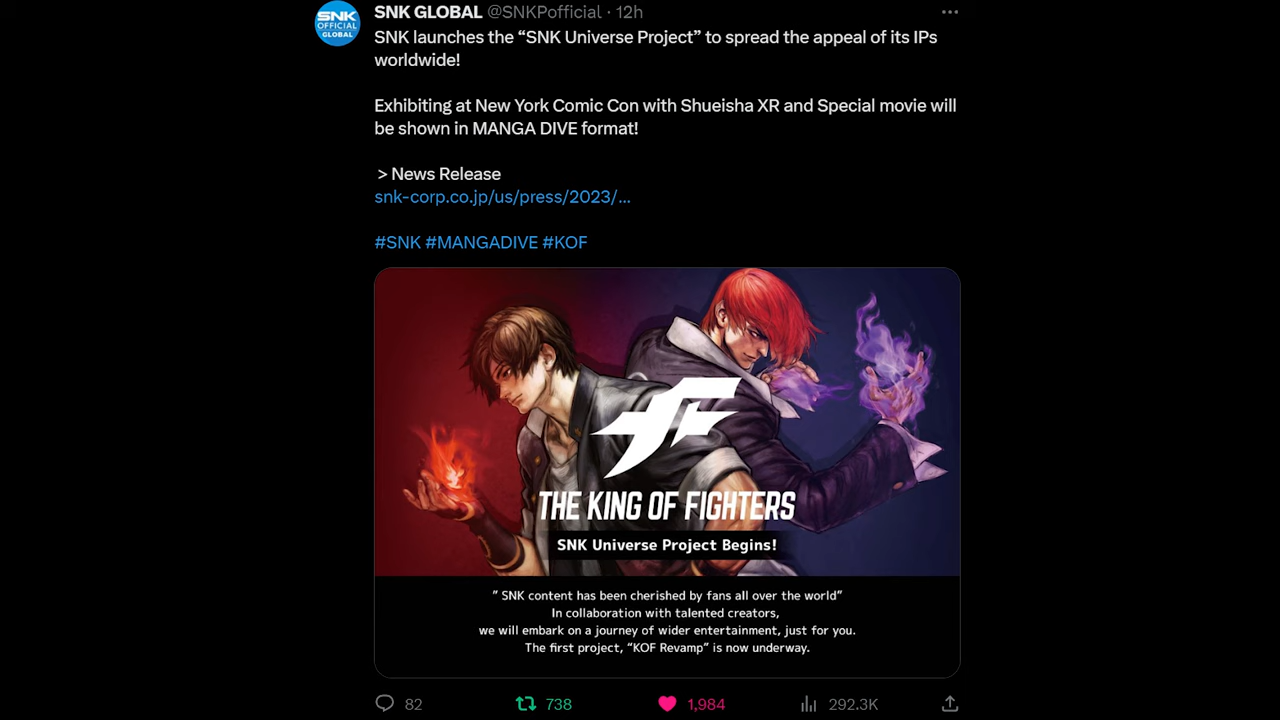 SNK GLOBAL @SNKPofficial · 12h
SNK OFFICIAL GLOBAL
SNK launches the “SNK Universe Project” to spread the appeal of its IPs
worldwide!
Exhibiting at New York Comic Con with Shueisha XR and Special movie will
be shown in MANGA DIVE format!
> News Release
snk-corp.co.jp/us/press/2023/...
#SNK #MANGADIVE #KOF
THE KING OF FIGHTERS
SNK Universe Project Begins!
” SNK content has been cherished by fans all over the world”
In collaboration with talented creators,
we will embark on a journey of wider entertainment, just for you.
The first project, “KOF Revamp” is now underway.
82 738 1,984 292.3K